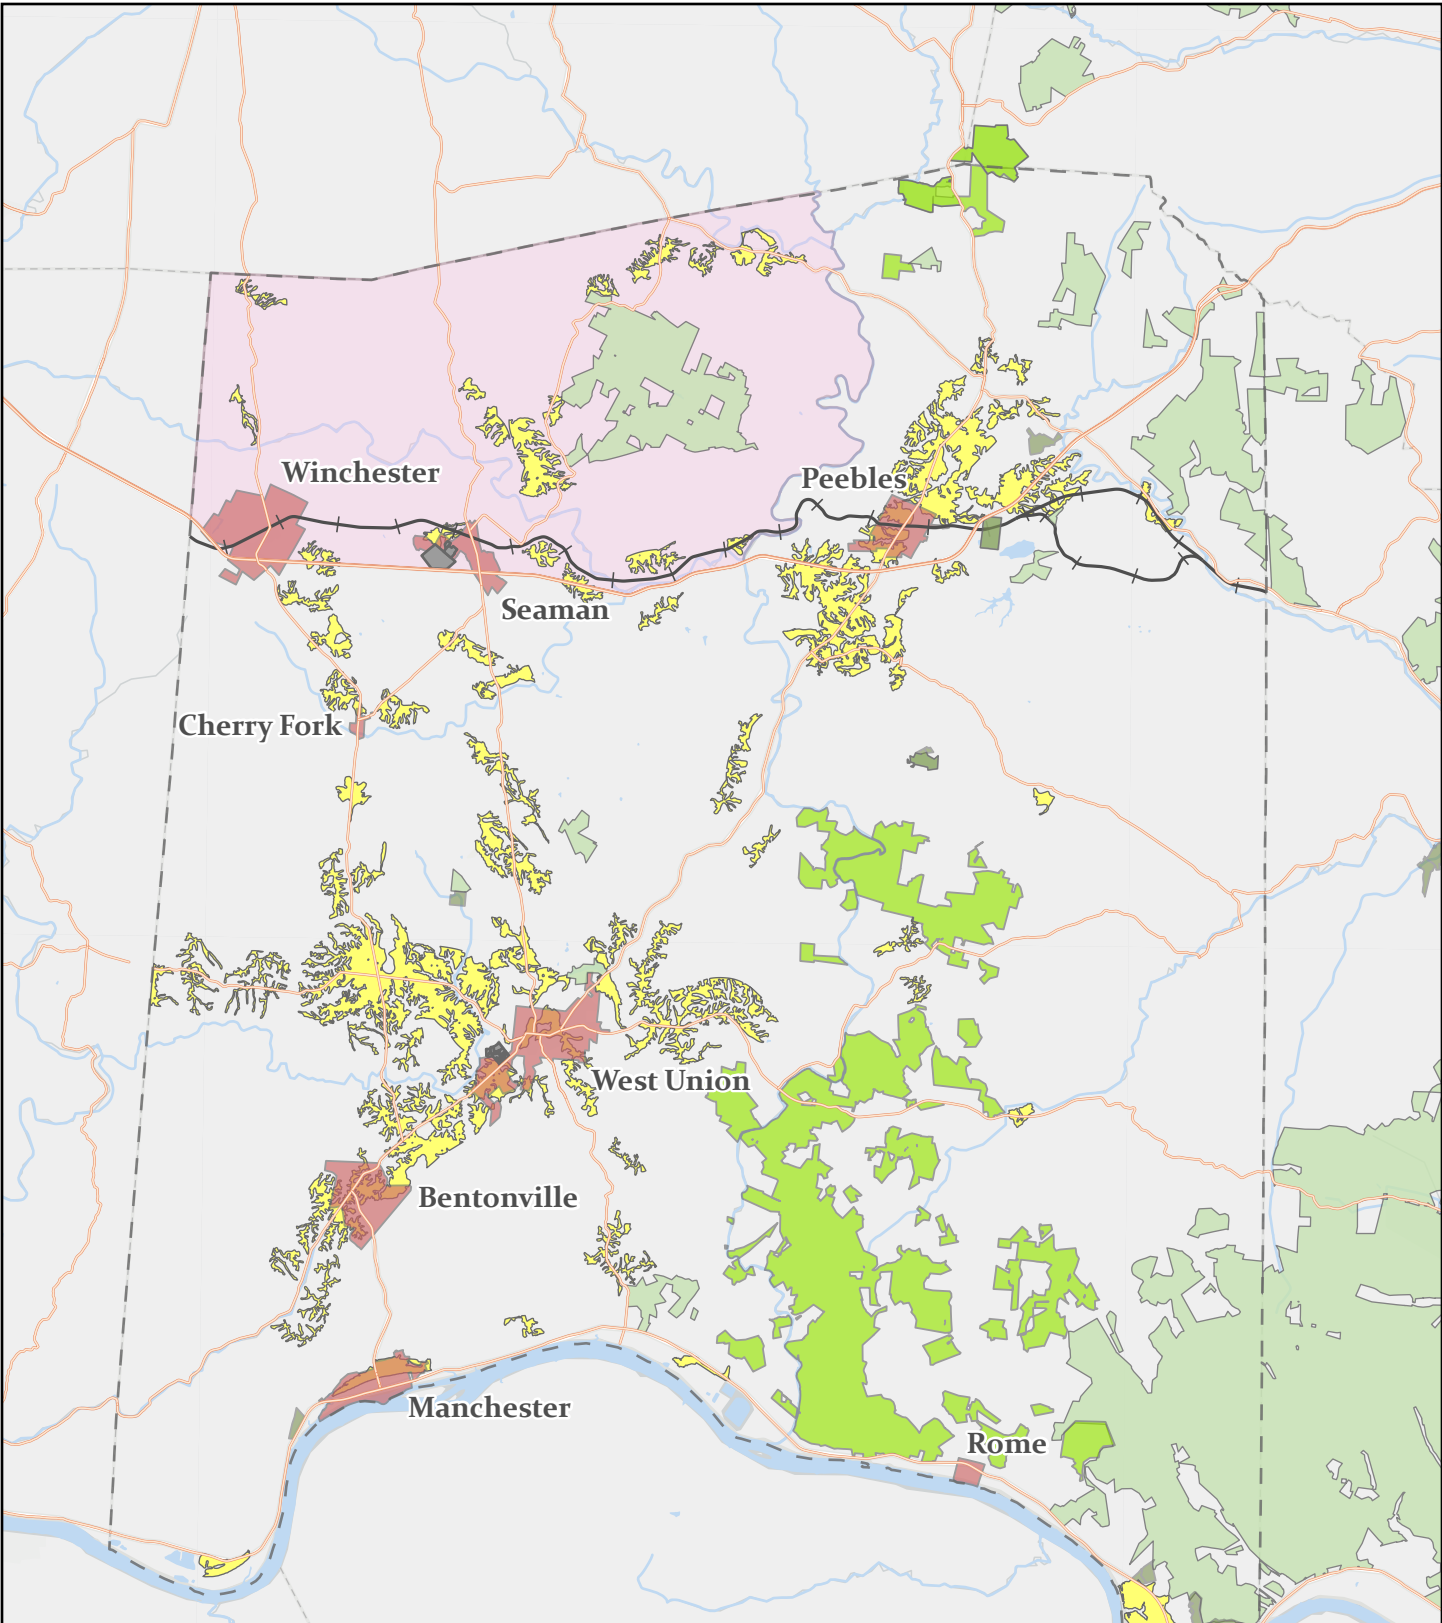 Winchester
Peebles
Seaman
Cherry Fork
West Union
Bentonville
Manchester
Rome